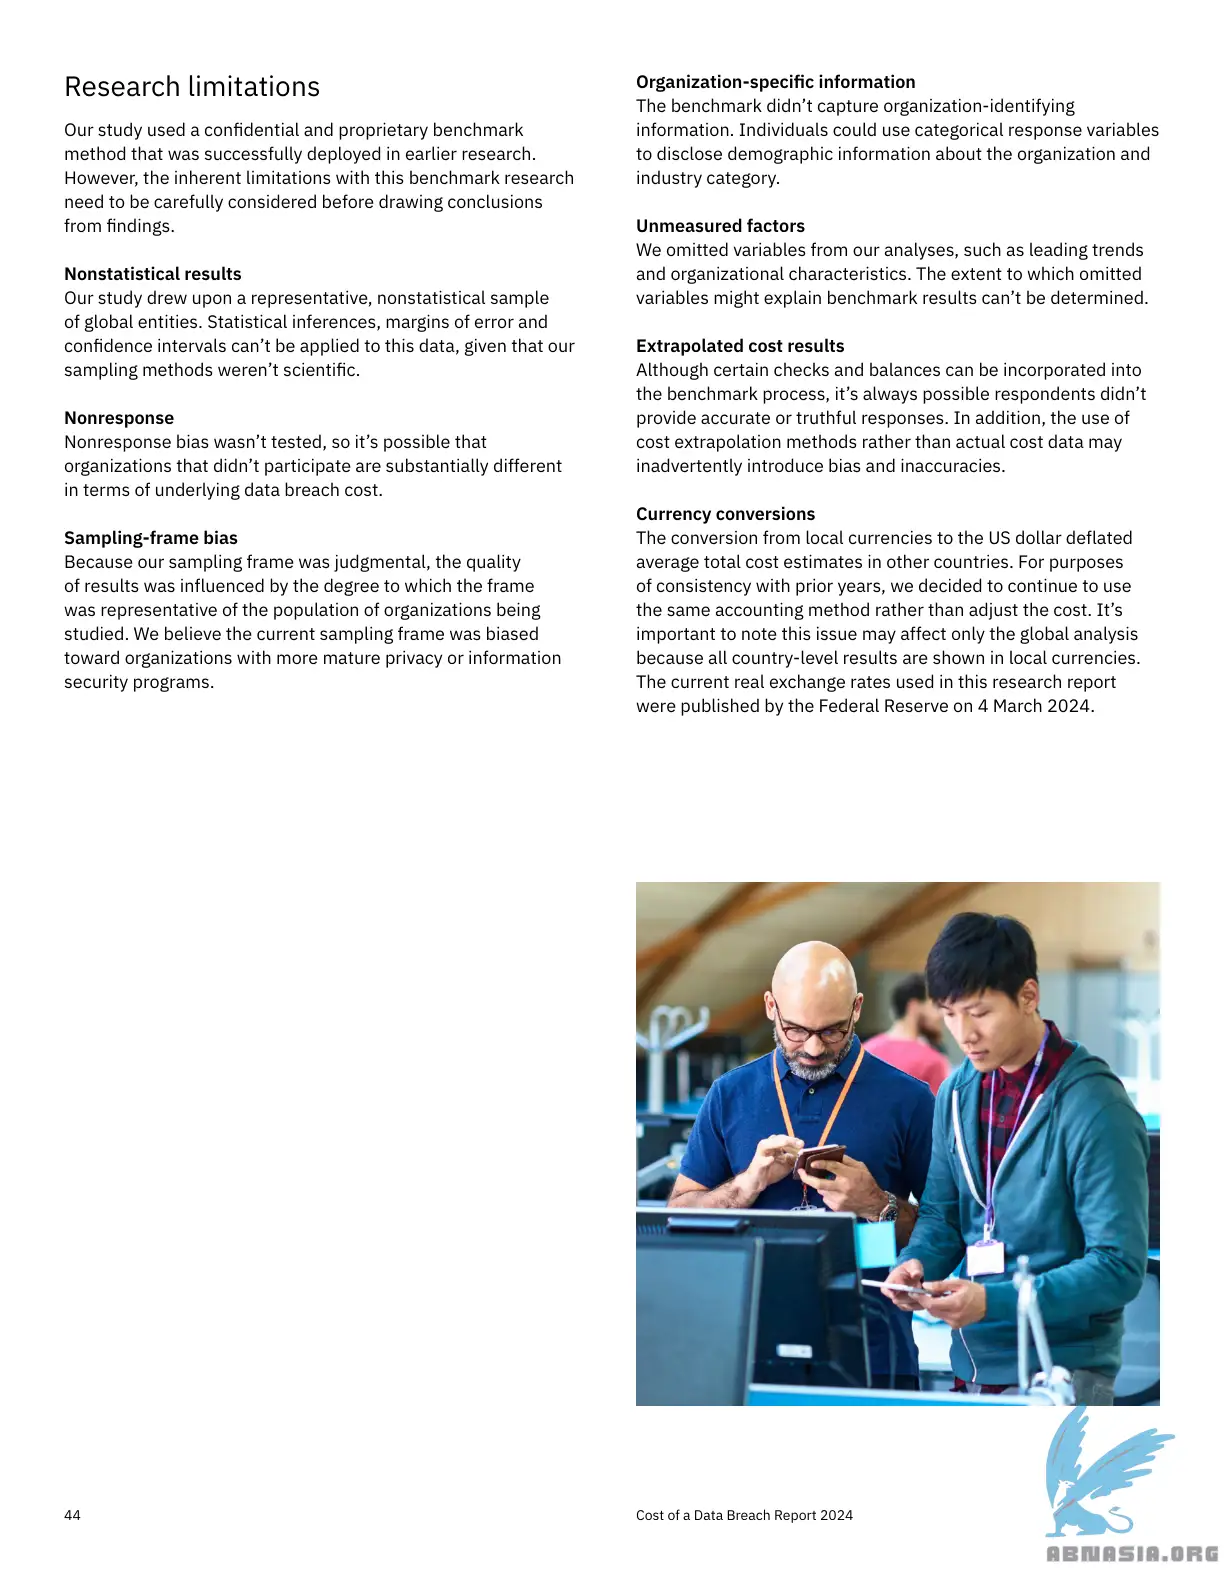 Research limitations
Our study used a confidential and proprietary benchmark
method that was successfully deployed in earlier research.
However, the inherent limitations with this benchmark research
need to be carefully considered before drawing conclusions
from findings.
Nonstatistical results
Our study drew upon a representative, nonstatistical sample
of global entities. Statistical inferences, margins of error and
confidence intervals can’t be applied to this data, given that our
sampling methods weren’t scientific.
Nonresponse
Nonresponse bias wasn’t tested, so it’s possible that
organizations that didn’t participate are substantially different
in terms of underlying data breach cost.
Sampling-frame bias
Because our sampling frame was judgmental, the quality
of results was influenced by the degree to which the frame
was representative of the population of organizations being
studied. We believe the current sampling frame was biased
toward organizations with more mature privacy or information
security programs.
Organization-specific information
The benchmark didn’t capture organization-identifying
information. Individuals could use categorical response variables
to disclose demographic information about the organization and
industry category.
Unmeasured factors
We omitted variables from our analyses, such as leading trends
and organizational characteristics. The extent to which omitted
variables might explain benchmark results can’t be determined.
Extrapolated cost results
Although certain checks and balances can be incorporated into
the benchmark process, it’s always possible respondents didn’t
provide accurate or truthful responses. In addition, the use of
cost extrapolation methods rather than actual cost data may
inadvertently introduce bias and inaccuracies.
Currency conversions
The conversion from local currencies to the US dollar deflated
average total cost estimates in other countries. For purposes
of consistency with prior years, we decided to continue to use
the same accounting method rather than adjust the cost. It’s
important to note this issue may affect only the global analysis
because all country-level results are shown in local currencies.
The current real exchange rates used in this research report
were published by the Federal Reserve on 4 March 2024.
44
Cost of a Data Breach Report 2024
ABNASIA.ORG